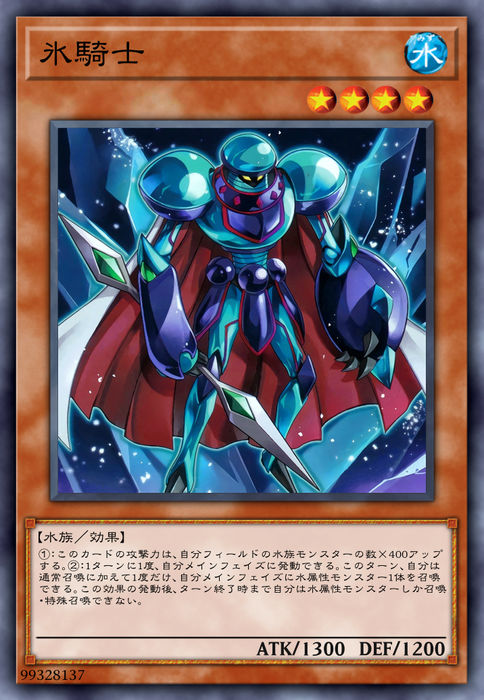 氷騎士
みず
水
【水族／効果】
①：このカードの攻撃力は、自分フィールドの水族モンスターの数×400アップ
する。②：1ターンに1度、自分メインフェイズに発動できる。このターン、自分は
通常召喚に加えて1度だけ、自分メインフェイズに水属性モンスター1体を召喚
できる。この効果の発動後、ターン終了時まで自分は水属性モンスターしか召喚
・特殊召喚できない。
ATK/1300 DEF/1200
99328137